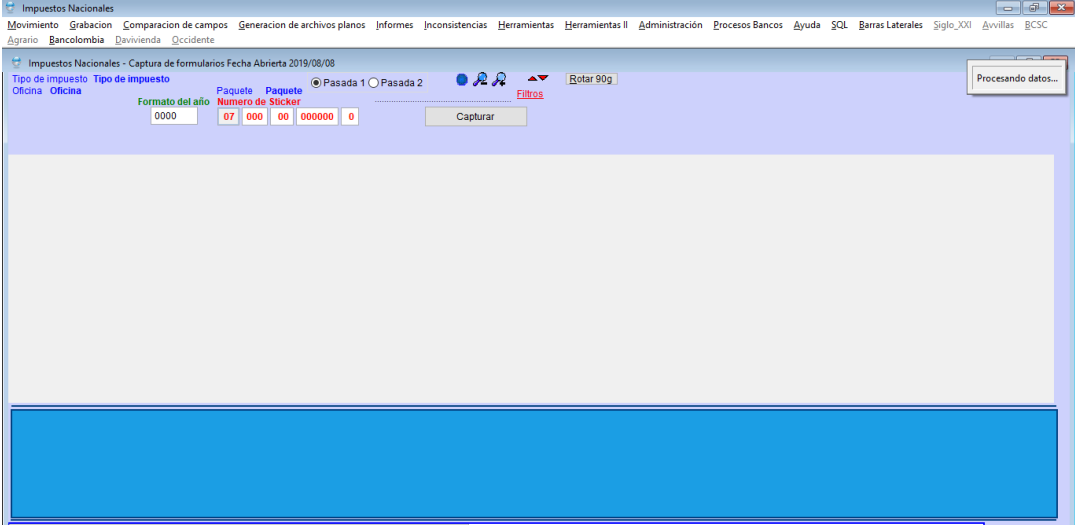 Impuestos Nacionales
Movimiento Grabacion Comparacion de campos Generacion de archivos planos Informes Inconsistencias Herramientas Herramientas II Administración Procesos Bancos Ayuda SQL Barras Laterales Siglo_XXI Avvillas BCSC
Agrario Bancolombia Davivienda Occidente
Impuestos Nacionales - Captura de formularios Fecha Abierta 2019/08/08
Procesando datos...
Tipo de impuesto Tipo de impuesto Pasada 1 Pasada 2 Rotar 90g
Oficina Oficina Paquete Paquete Filtros
Formato del año Numero de Sticker
0000 07 000 00 000000 0 Capturar